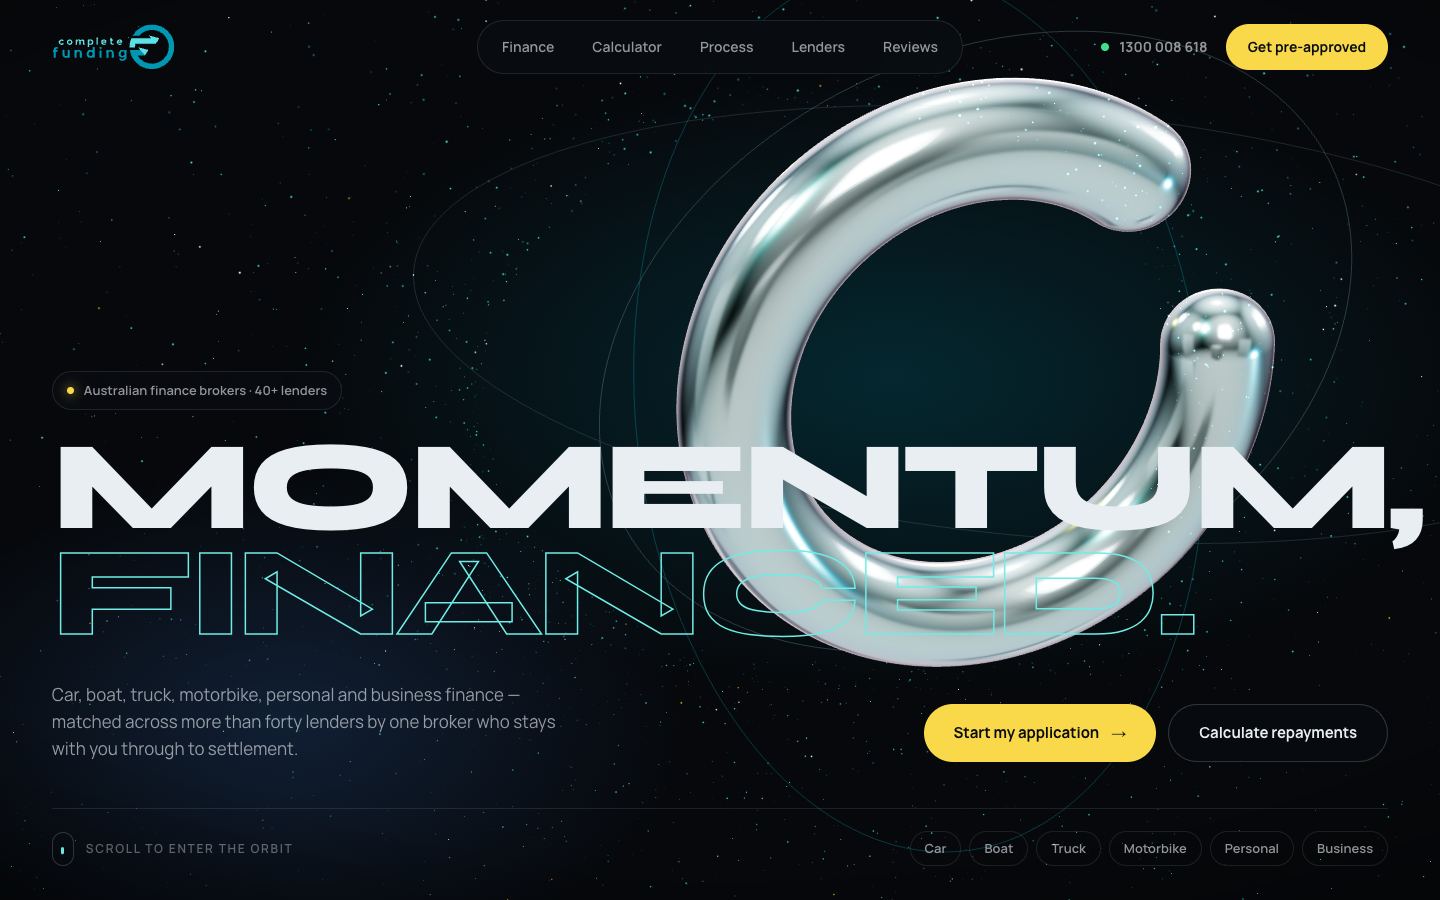 complete
funding
Finance
Calculator
Process
Lenders
Reviews
1300 008 618
Get pre-approved
Australian finance brokers · 40+ lenders
MOMENTUM,
FINANCED.
Car, boat, truck, motorbike, personal and business finance —
matched across more than forty lenders by one broker who stays
with you through to settlement.
Start my application →
Calculate repayments
SCROLL TO ENTER THE ORBIT
Car
Boat
Truck
Motorbike
Personal
Business